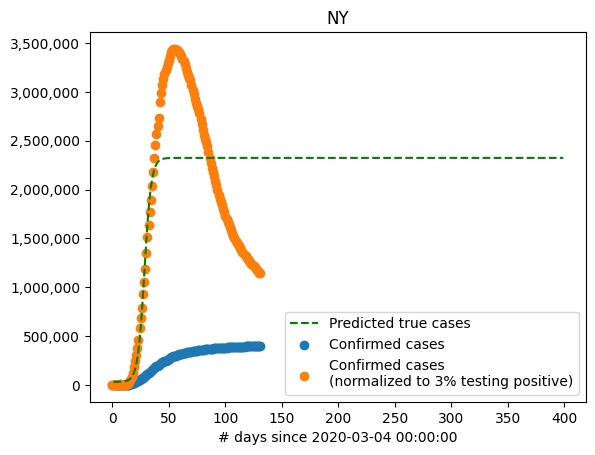 NY
3,500,000
3,000,000
2,500,000
2,000,000
1,500,000
1,000,000
500,000
0
Predicted true cases
Confirmed cases
Confirmed cases
(normalized to 3% testing positive)
0 50 100 150 200 250 300 350 400
# days since 2020-03-04 00:00:00